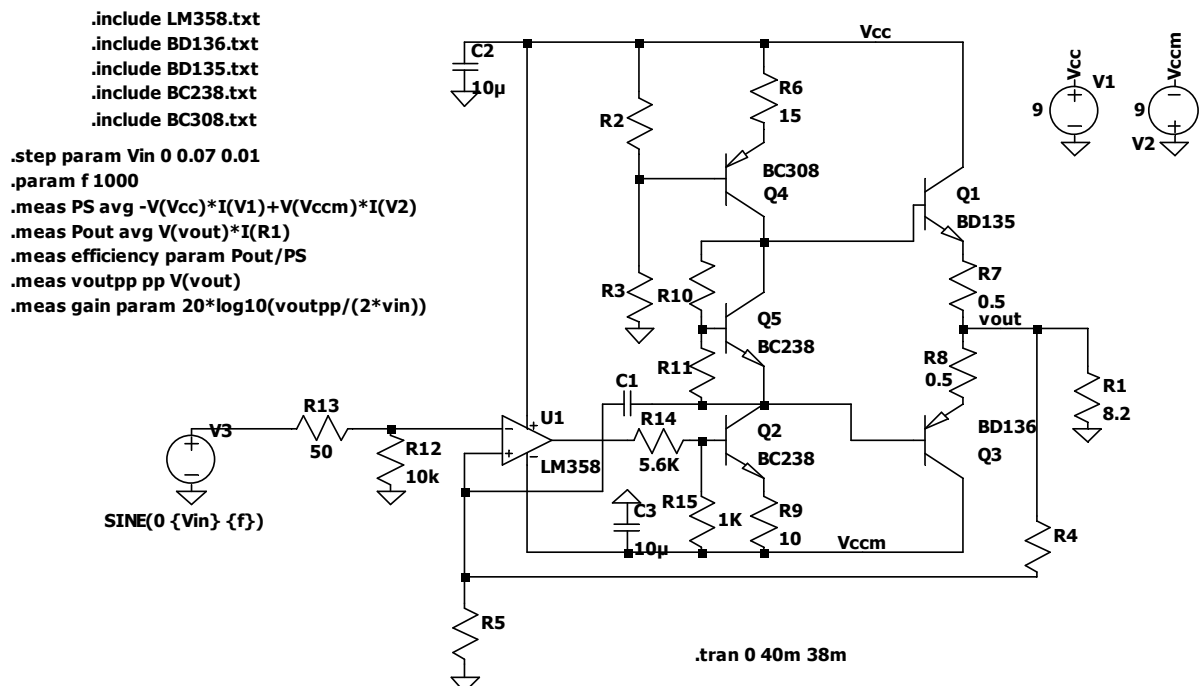 .include LM358.txt
.include BD136.txt
.include BD135.txt
.include BC238.txt
.include BC308.txt
.step param Vin 0 0.07 0.01
.param f 1000
.meas PS avg -V(Vcc)*I(V1)+V(Vccm)*I(V2)
.meas Pout avg V(vout)*I(R1)
.meas efficiency param Pout/PS
.meas voutpp pp V(vout)
.meas gain param 20*log10(voutpp/(2*vin))
C2
10µ
Vcc
R6
15
R2
BC308
Q4
Vcc
V1
9
+
−
Vccm
9
V2
−
+
Q1
BD135
R3
R10
R7
0.5
vout
Q5
BC238
R11
R8
0.5
R1
8.2
C1
R13
50
V3
+
−
R12
10k
U1
−
+
+
−
LM358
R14
5.6K
Q2
BC238
BD136
Q3
SINE(0 {Vin} {f})
C3
10µ
R15
1K
R9
10
Vccm
R4
R5
.tran 0 40m 38m